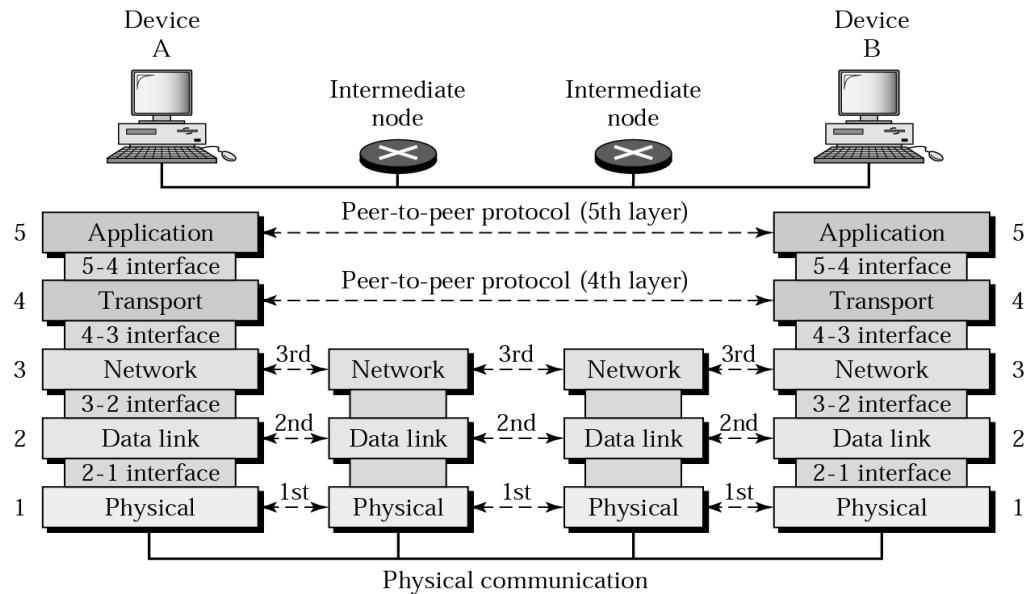 Device
A
Device
B
Intermediate
node
Intermediate
node
Peer-to-peer protocol (5th layer)
5 Application Application 5
5-4 interface 5-4 interface
Peer-to-peer protocol (4th layer)
4 Transport Transport 4
4-3 interface 4-3 interface
3 Network 3rd Network 3rd Network 3rd Network 3
3-2 interface 3-2 interface
2 Data link 2nd Data link 2nd Data link 2nd Data link 2
2-1 interface 2-1 interface
1 Physical 1st Physical 1st Physical 1st Physical 1
Physical communication